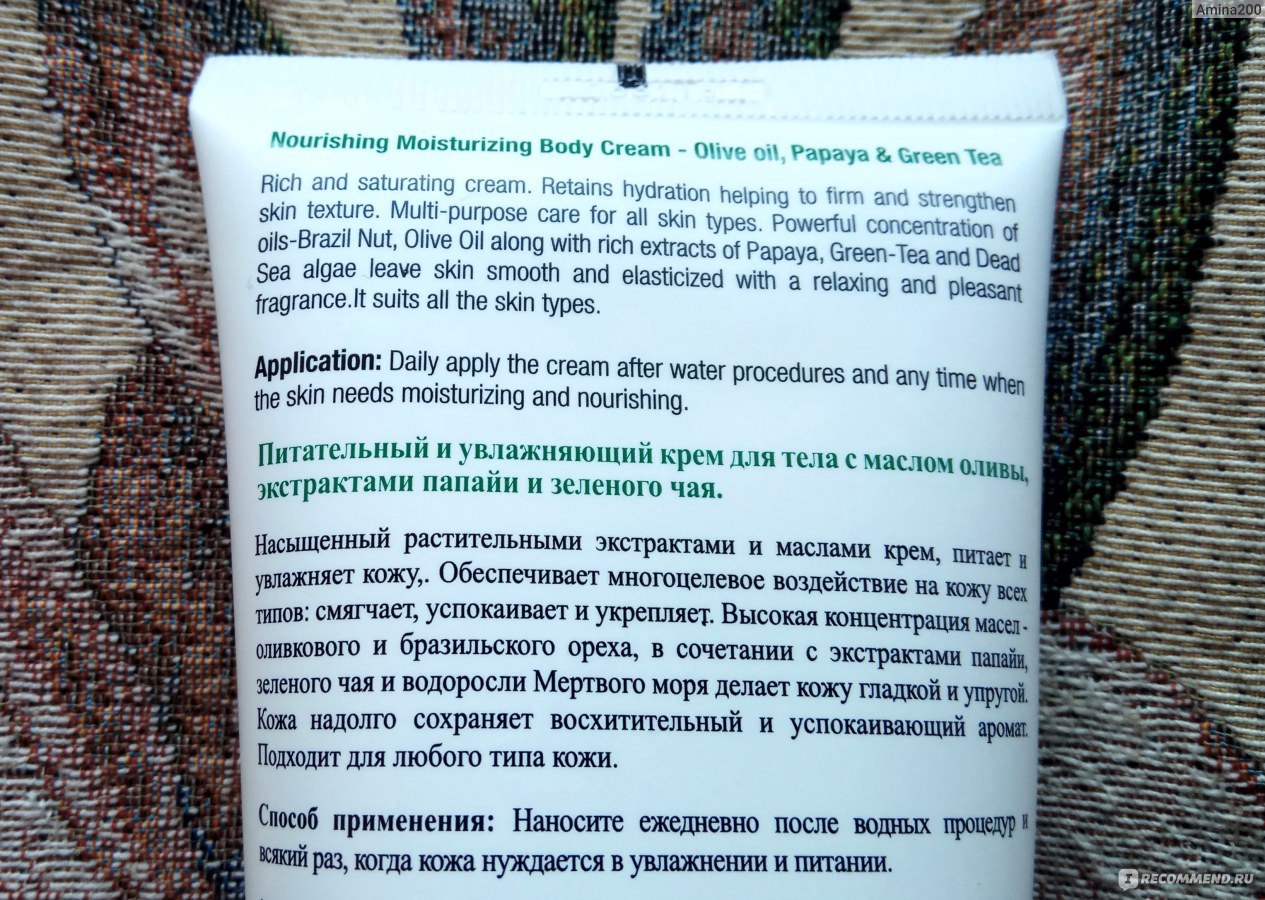 Amina200
Nourishing Moisturizing Body Cream - Olive oil, Papaya & Green Tea
Rich and saturating cream. Retains hydration helping to firm and strengthen
skin texture. Multi-purpose care for all skin types. Powerful concentration of
oils-Brazil Nut, Olive Oil along with rich extracts of Papaya, Green-Tea and Dead
Sea algae leave skin smooth and elasticized with a relaxing and pleasant
fragrance.It suits all the skin types.
Application: Daily apply the cream after water procedures and any time when
the skin needs moisturizing and nourishing.
Питательный и увлажняющий крем для тела с маслом оливы,
экстрактами папайи и зеленого чая.
Насыщенный растительными экстрактами и маслами крем, питает и
увлажняет кожу,. Обеспечивает многоцелевое воздействие на кожу всех
типов: смягчает, успокаивает и укрепляет. Высокая концентрация масел -
оливкового и бразильского ореха, в сочетании с экстрактами папайи,
зеленого чая и водоросли Мертвого моря делает кожу гладкой и упругой.
Кожа надолго сохраняет восхитительный и успокаивающий аромат.
Подходит для любого типа кожи.
Способ применения: Наносите ежедневно после водных процедур и
всякий раз, когда кожа нуждается в увлажнении и питании.
IRECOMMEND.RU